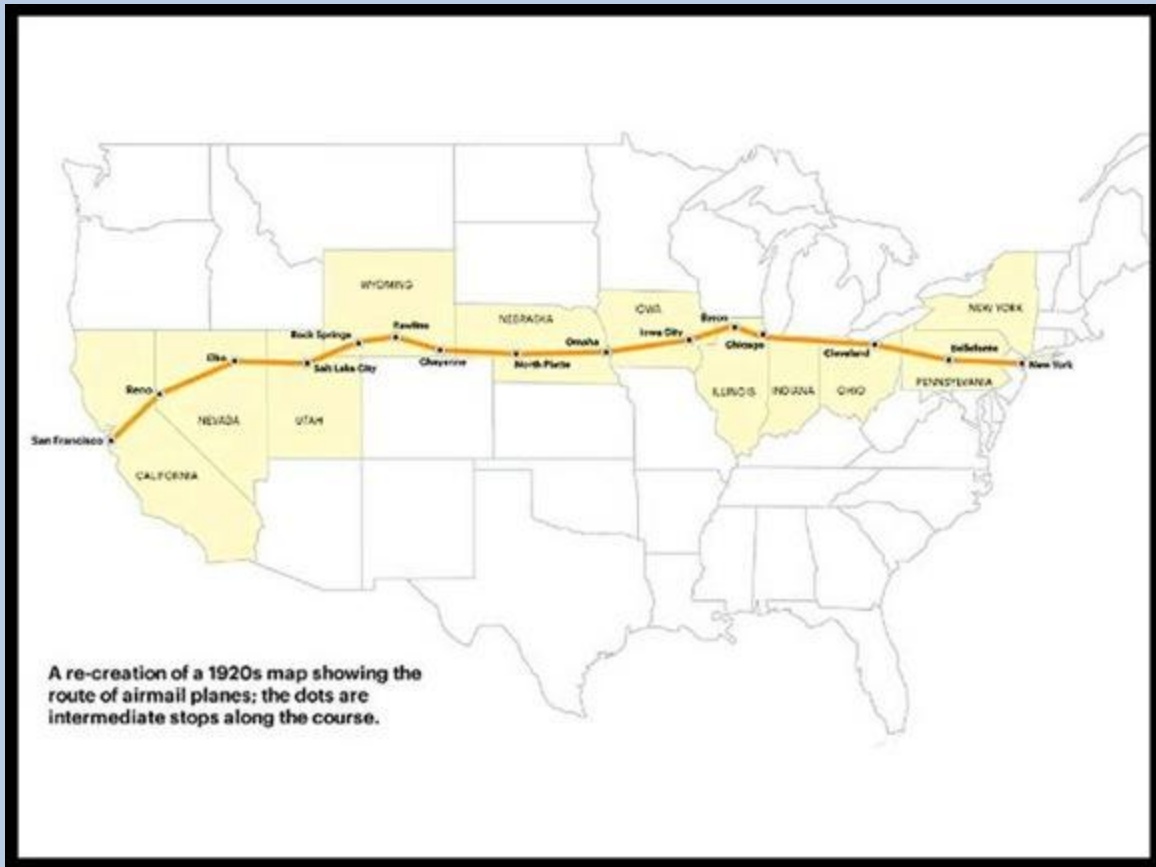 WYOMING
NEW YORK
IOWA
NEBRASKA
Rawlins
Rock Springs
Iowa City
Omaha
Chicago
Bellefonte
Cleveland
Elko
Cheyenne
North Platte
Salt Lake City
New York
PENNSYLVANIA
Reno
ILLINOIS
INDIANA
OHIO
NEVADA
UTAH
San Francisco
CALIFORNIA
A re-creation of a 1920s map showing the
route of airmail planes; the dots are
intermediate stops along the course.